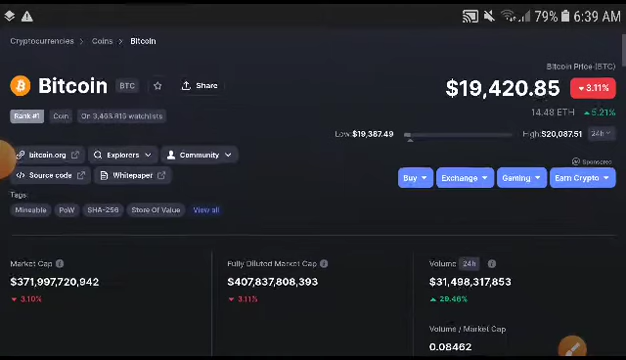 79% 6:39 AM
Cryptocurrencies > Coins > Bitcoin
Bitcoin Price (BTC)
Bitcoin BTC Share
$19,420.85 3.11%
Rank #1 Coin On 3,465,819 watchlists
14.48 ETH 5.21%
Low:$19,387.49 High:$20,087.51 24h
bitcoin.org Explorers Community
Sponsored
Source code Whitepaper
Buy Exchange Gaming Earn Crypto
Tags:
Mineable PoW SHA-256 Store Of Value View all
Market Cap Fully Diluted Market Cap Volume 24h
$371,997,720,942 $407,837,808,393 $31,498,317,853
3.10% 3.11% 29.46%
Volume / Market Cap
0.08462